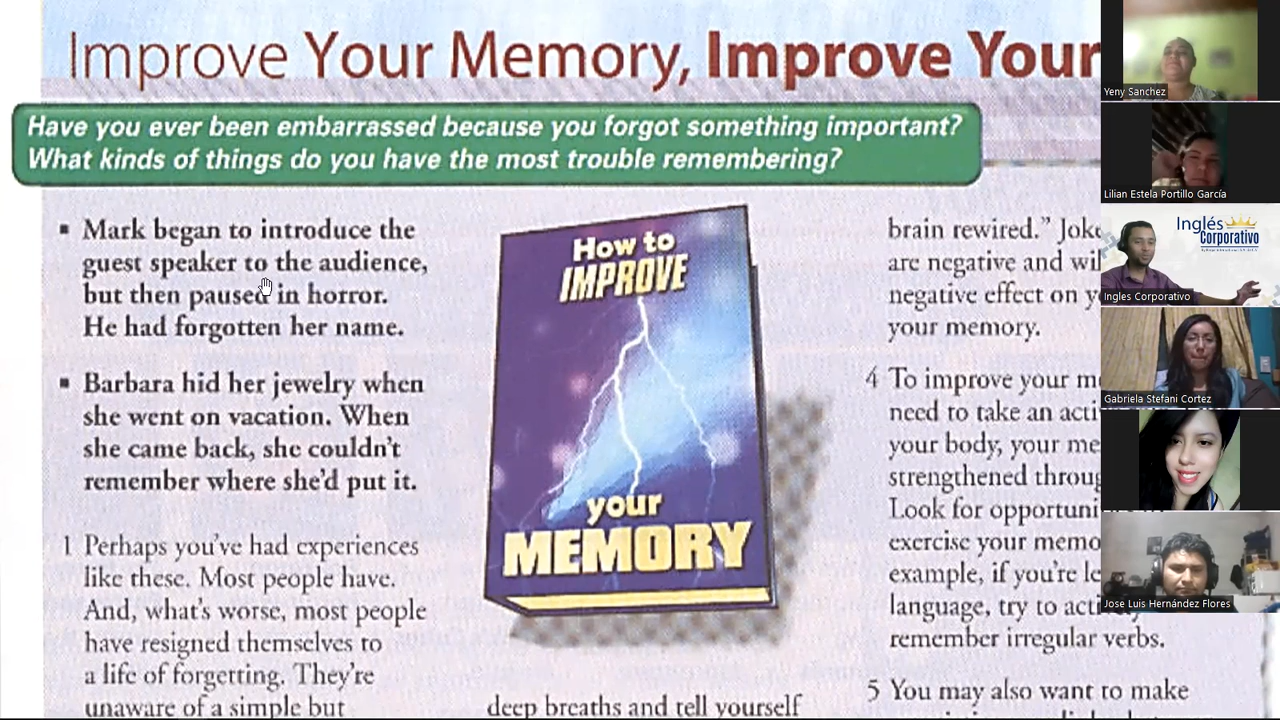 Improve Your Memory, Improve Your
Have you ever been embarrassed because you forgot something important?
What kinds of things do you have the most trouble remembering?
▪ Mark began to introduce the
guest speaker to the audience,
but then paused in horror.
He had forgotten her name.
▪ Barbara hid her jewelry when
she went on vacation. When
she came back, she couldn't
remember where she'd put it.
1 Perhaps you've had experiences
like these. Most people have.
And, what's worse, most people
have resigned themselves to
a life of forgetting. They're
unaware of a simple but
How to
IMPROVE
your
MEMORY
deep breaths and tell yourself
brain rewired." Joke
are negative and wi
negative effect on y
your memory.
4 To improve your m
need to take an acti
your body, your me
strengthened throug
Look for opportuni
exercise your memo
example, if you're le
language, try to acti
remember irregular verbs.
5 You may also want to make
Yeny Sanchez
Lilian Estela Portillo García
Inglés
Corporativo
Ingles Corporativo
Gabriela Stefani Cortez
Jose Luis Hernández Flores